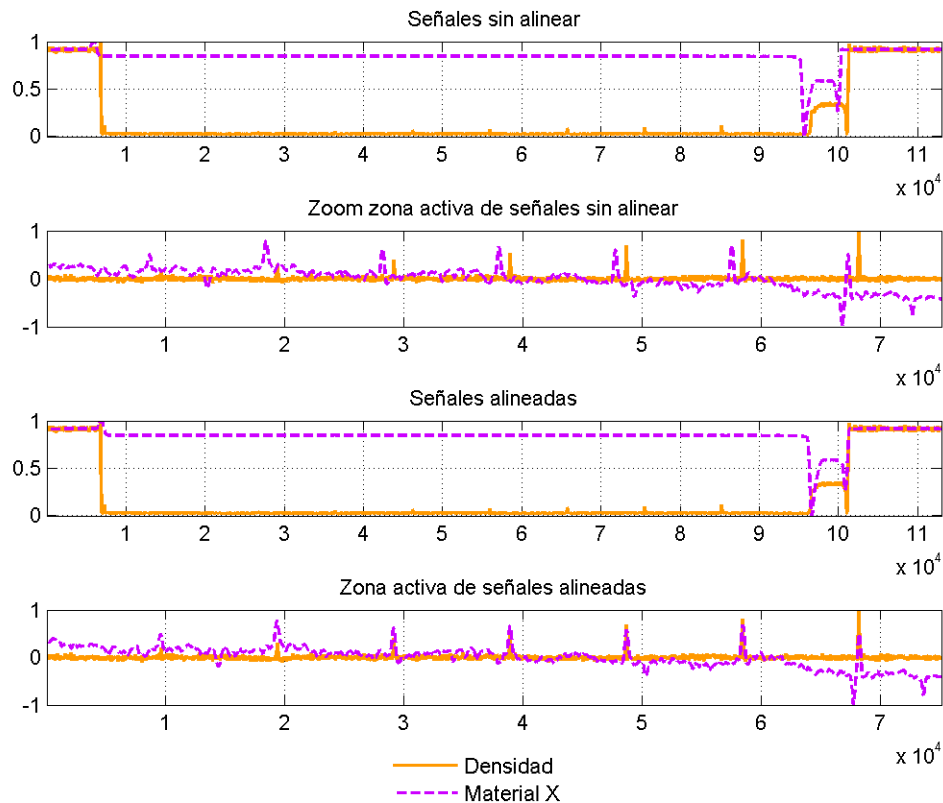 Señales sin alinear
1
0.5
0
1 2 3 4 5 6 7 8 9 10 11
x 10^4
Zoom zona activa de señales sin alinear
1
0
-1
1 2 3 4 5 6 7
x 10^4
Señales alineadas
1
0.5
0
1 2 3 4 5 6 7 8 9 10 11
x 10^4
Zona activa de señales alineadas
1
0
-1
1 2 3 4 5 6 7
x 10^4
Densidad
Material X